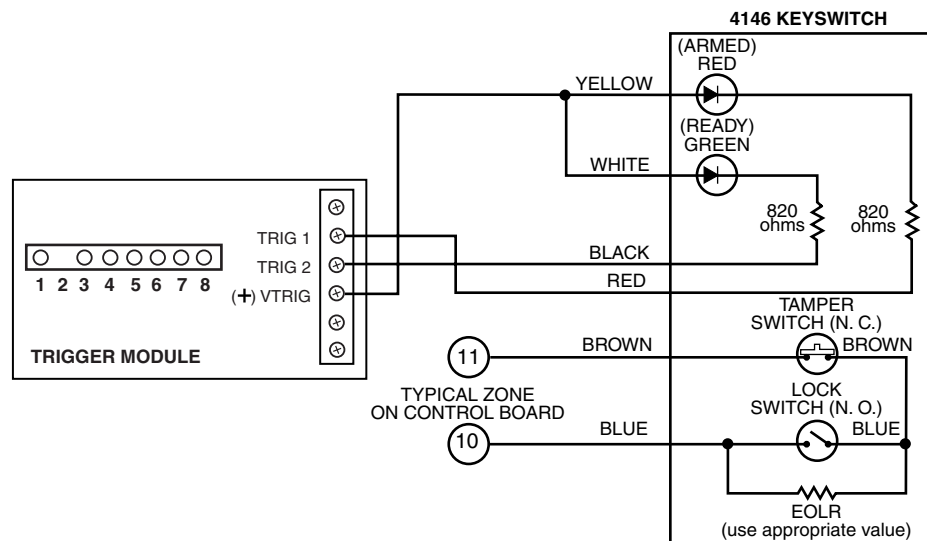 4146 KEYSWITCH
(ARMED)
RED
YELLOW
(READY)
GREEN
WHITE
820
ohms
820
ohms
TRIG 1
TRIG 2
(+) VTRIG
BLACK
RED
1 2 3 4 5 6 7 8
TRIGGER MODULE
TAMPER
SWITCH (N. C.)
11
BROWN
BROWN
TYPICAL ZONE
ON CONTROL BOARD
LOCK
SWITCH (N. O.)
10
BLUE
BLUE
EOLR
(use appropriate value)